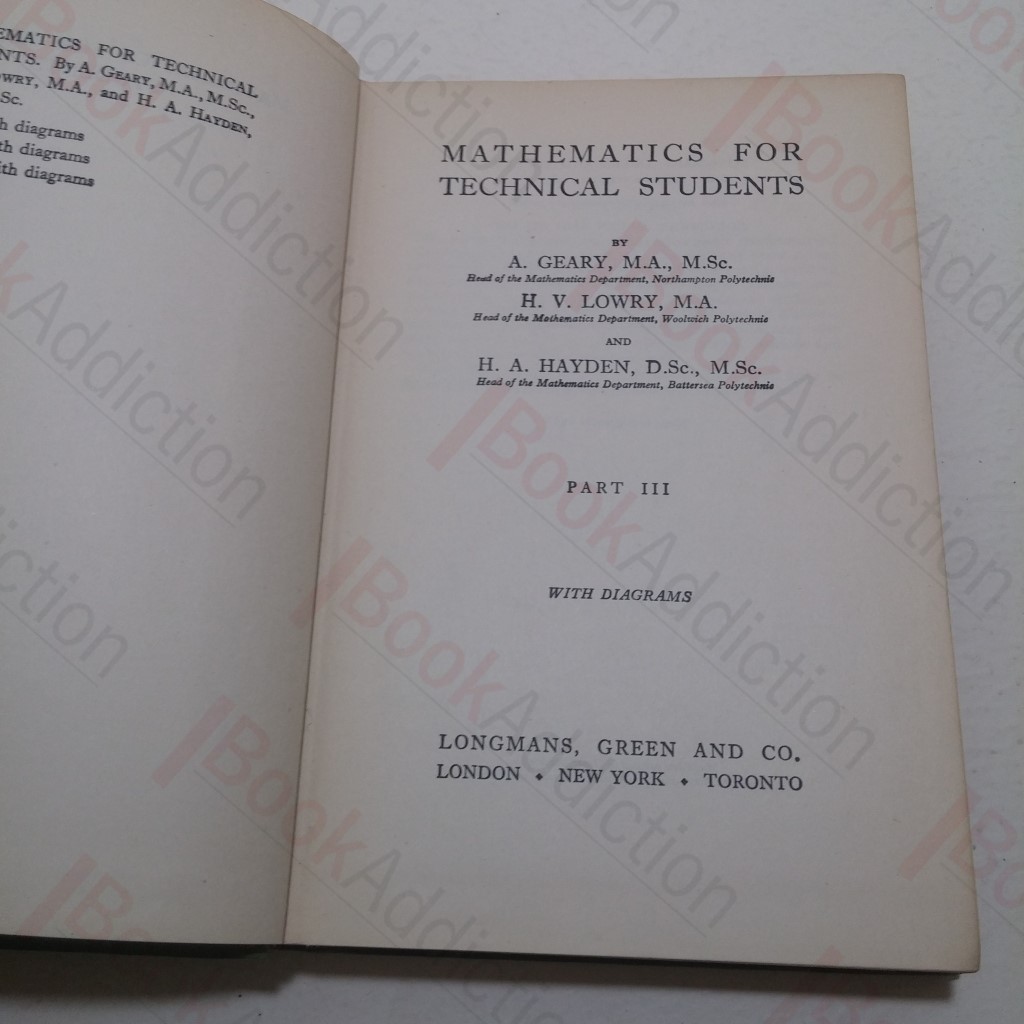 EMATICS FOR TECHNICAL
NTS. By A. GEARY, M.A., M.Sc.,
OWRY, M.A., and H. A. HAYDEN,
Sc.
h diagrams
th diagrams
ith diagrams
MATHEMATICS FOR
TECHNICAL STUDENTS
BY
A. GEARY, M.A., M.Sc.
Head of the Mathematics Department, Northampton Polytechnic
H. V. LOWRY, M.A.
Head of the Mathematics Department, Woolwich Polytechnic
AND
H. A. HAYDEN, D.Sc., M.Sc.
Head of the Mathematics Department, Battersea Polytechnic
PART III
WITH DIAGRAMS
LONGMANS, GREEN AND CO.
LONDON ♦ NEW YORK ♦ TORONTO
BookAddiction